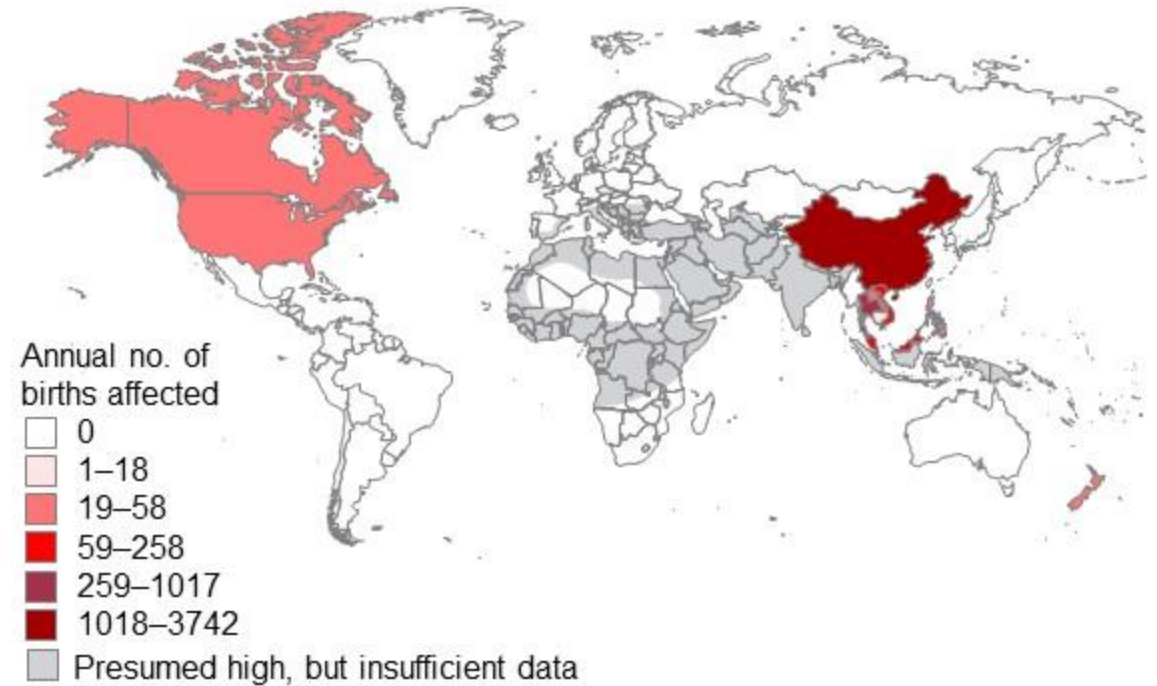 Annual no. of
births affected
0
1–18
19–58
59–258
259–1017
1018–3742
Presumed high, but insufficient data